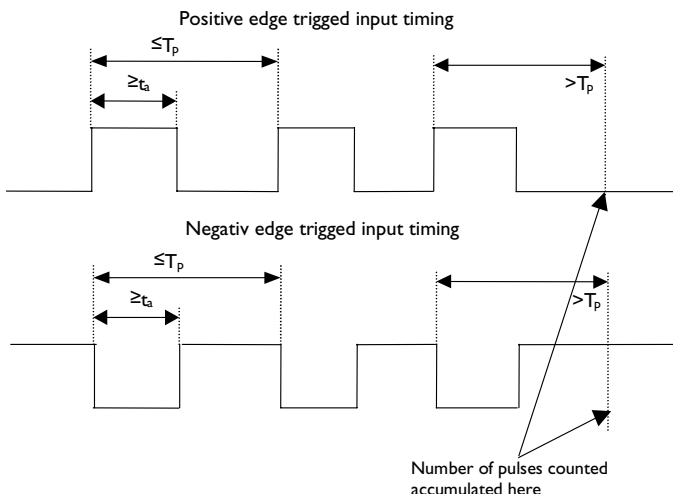 Positive edge trigged input timing
≤Tp
≥ta
>Tp
Negativ edge trigged input timing
≤Tp
≥ta
>Tp
Number of pulses counted
accumulated here